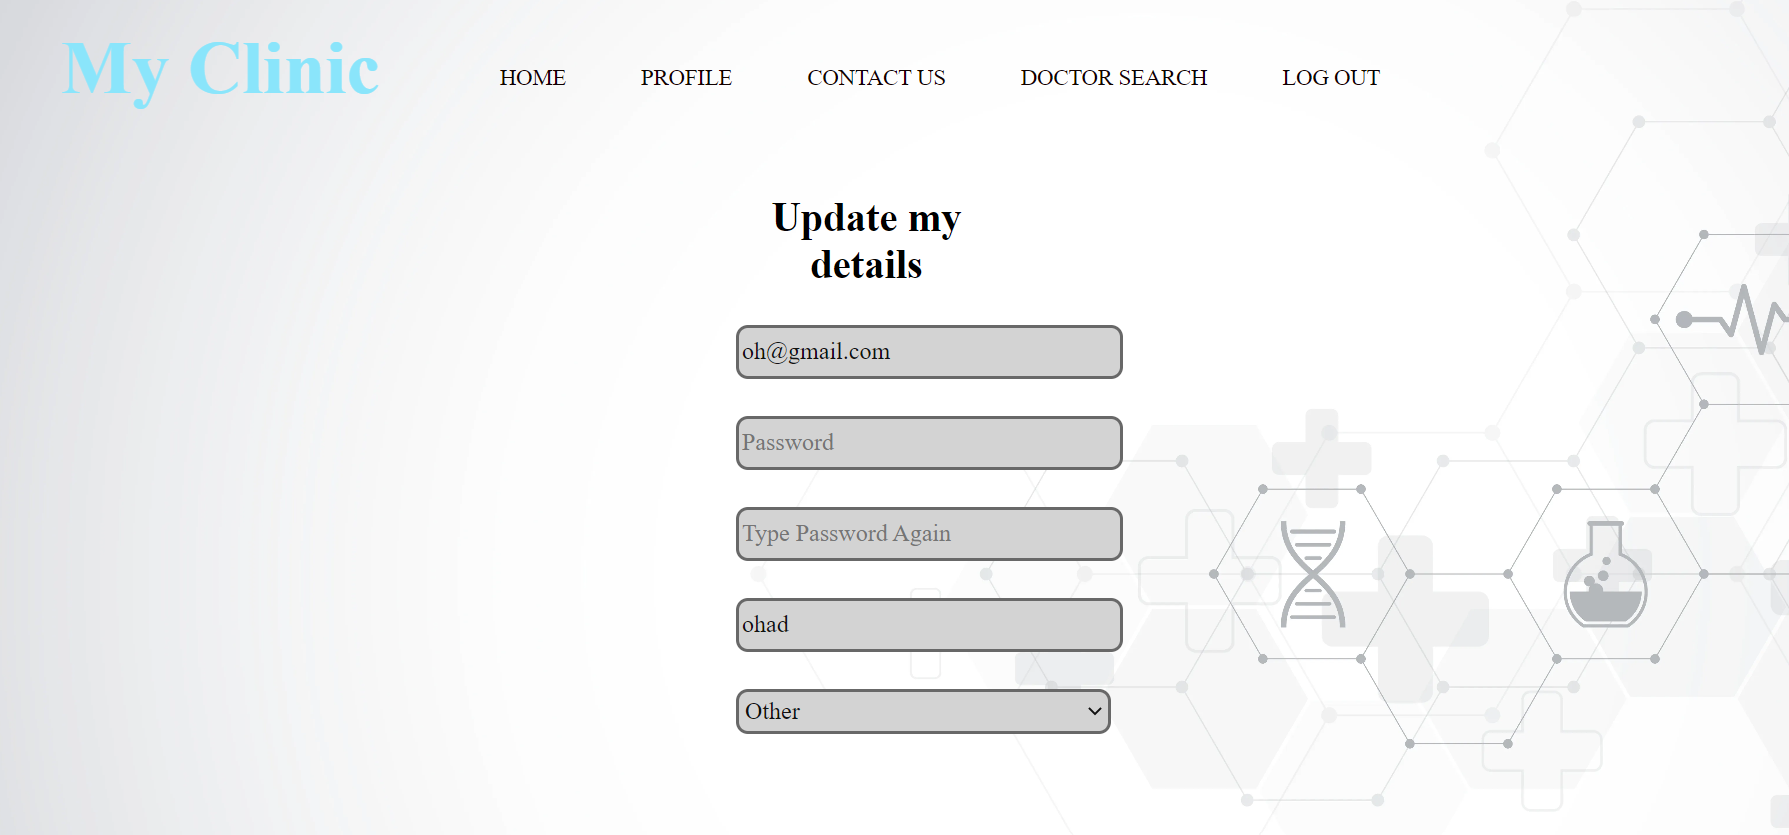 My Clinic
HOME PROFILE CONTACT US DOCTOR SEARCH LOG OUT
Update my
details
oh@gmail.com
Password
Type Password Again
ohad
Other